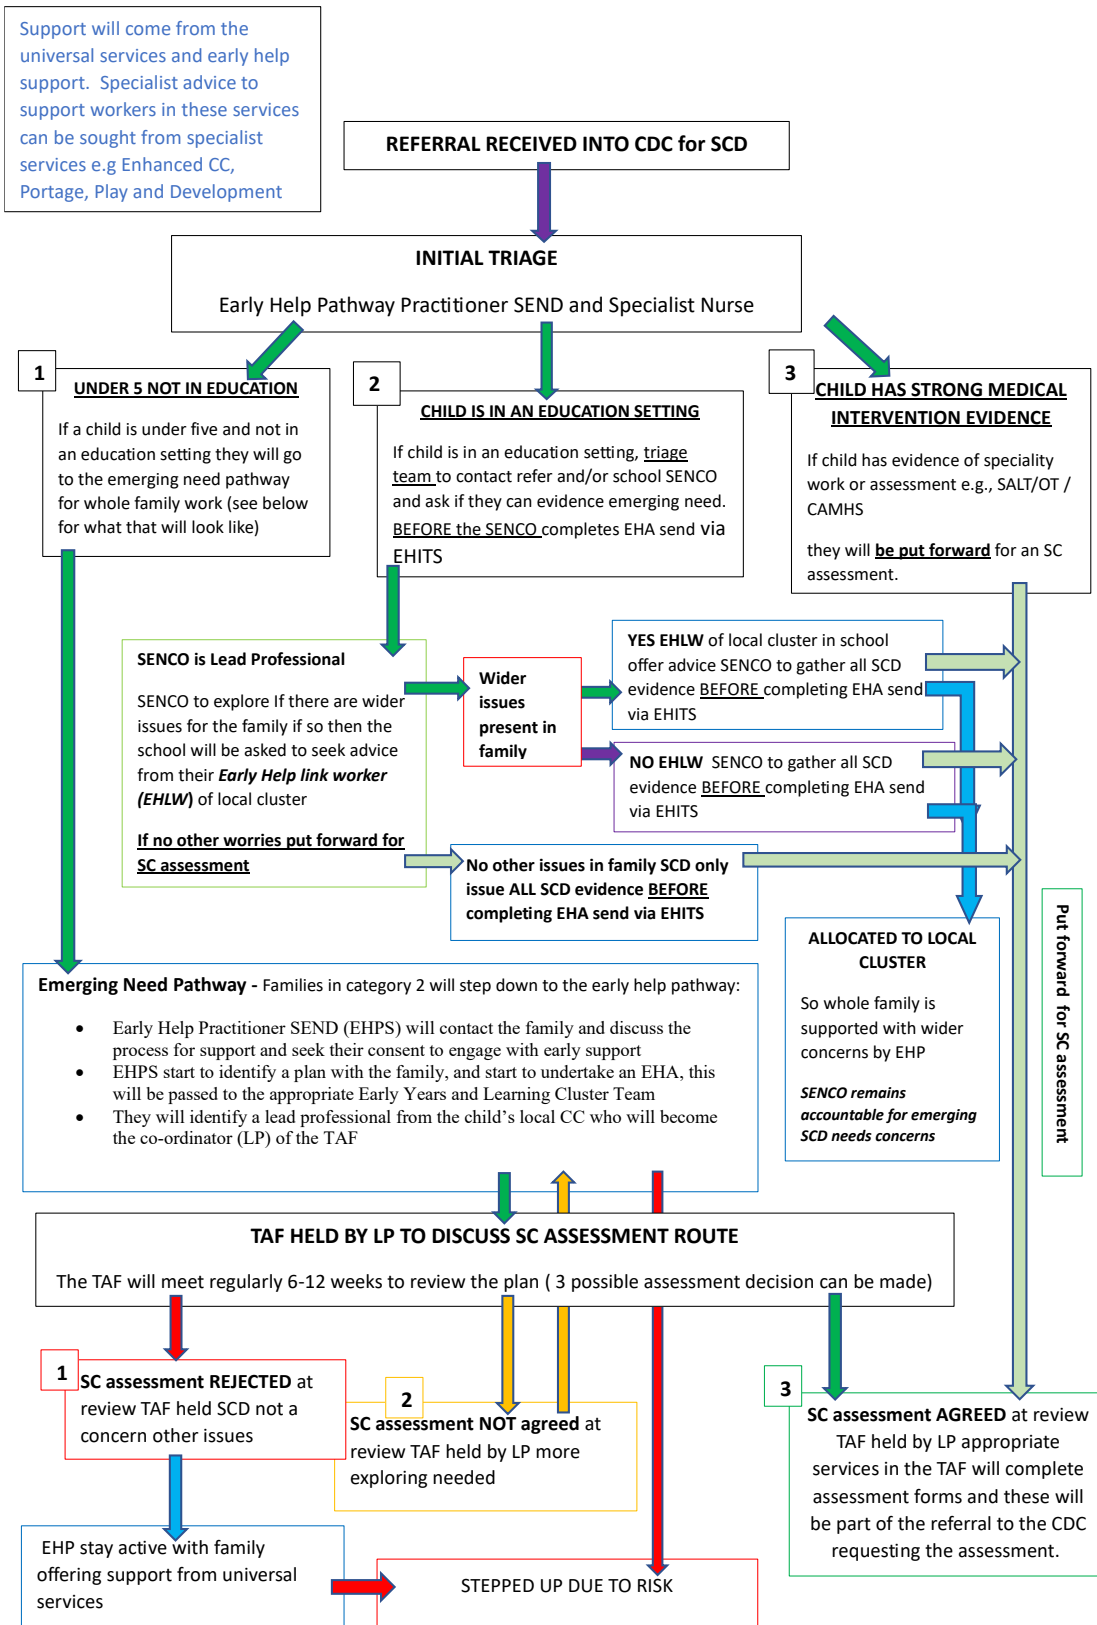 Support will come from the
universal services and early help
support.  Specialist advice to
support workers in these services
can be sought from specialist
services e.g Enhanced CC,
Portage, Play and Development
REFERRAL RECEIVED INTO CDC for SCD
INITIAL TRIAGE
Early Help Pathway Practitioner SEND and Specialist Nurse
1
UNDER 5 NOT IN EDUCATION
If a child is under five and not in
an education setting they will go
to the emerging need pathway
for whole family work (see below
for what that will look like)
2
CHILD IS IN AN EDUCATION SETTING
If child is in an education setting, triage
team to contact refer and/or school SENCO
and ask if they can evidence emerging need.
BEFORE the SENCO completes EHA send via
EHITS
3
CHILD HAS STRONG MEDICAL
INTERVENTION EVIDENCE
If child has evidence of speciality
work or assessment e.g., SALT/OT /
CAMHS
they will be put forward for an SC
assessment.
SENCO is Lead Professional
SENCO to explore If there are wider
issues for the family if so then the
school will be asked to seek advice
from their Early Help link worker
(EHLW) of local cluster
If no other worries put forward for
SC assessment
Wider
issues
present in
family
YES EHLW of local cluster in school
offer advice SENCO to gather all SCD
evidence BEFORE completing EHA send
via EHITS
NO EHLW  SENCO to gather all SCD
evidence BEFORE completing EHA send
via EHITS
No other issues in family SCD only
issue ALL SCD evidence BEFORE
completing EHA send via EHITS
ALLOCATED TO LOCAL
CLUSTER
So whole family is
supported with wider
concerns by EHP
SENCO remains
accountable for emerging
SCD needs concerns
Put forward  for SC assessment
Emerging Need Pathway - Families in category 2 will step down to the early help pathway:
• Early Help Practitioner SEND (EHPS) will contact the family and discuss the
process for support and seek their consent to engage with early support
• EHPS start to identify a plan with the family, and start to undertake an EHA, this
will be passed to the appropriate Early Years and Learning Cluster Team
• They will identify a lead professional from the child's local CC who will become
the co-ordinator (LP) of the TAF
TAF HELD BY LP TO DISCUSS SC ASSESSMENT ROUTE
The TAF will meet regularly 6-12 weeks to review the plan ( 3 possible assessment decision can be made)
1
SC assessment REJECTED at
review TAF held SCD not a
concern other issues
2
SC assessment NOT agreed at
review TAF held by LP more
exploring needed
3
SC assessment AGREED at review
TAF held by LP appropriate
services in the TAF will complete
assessment forms and these will
be part of the referral to the CDC
requesting the assessment.
EHP stay active with family
offering support from universal
services
STEPPED UP DUE TO RISK